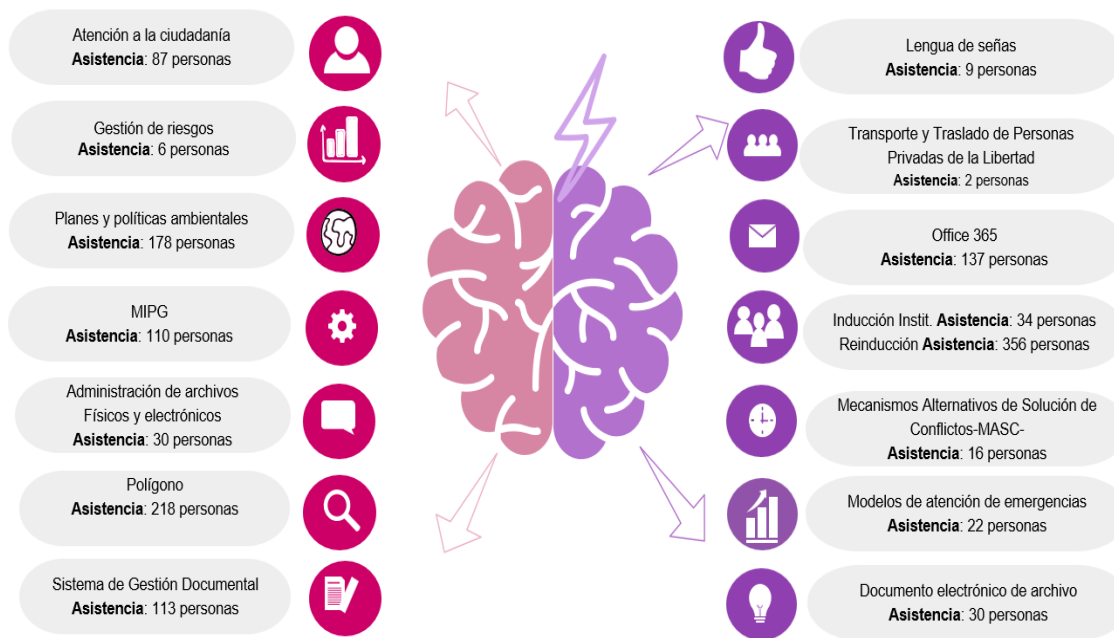 Atención a la ciudadanía
Asistencia: 87 personas
Gestión de riesgos
Asistencia: 6 personas
Planes y políticas ambientales
Asistencia: 178 personas
MIPG
Asistencia: 110 personas
Administración de archivos
Físicos y electrónicos
Asistencia: 30 personas
Polígono
Asistencia: 218 personas
Sistema de Gestión Documental
Asistencia: 113 personas
Lengua de señas
Asistencia: 9 personas
Transporte y Traslado de Personas
Privadas de la Libertad
Asistencia: 2 personas
Office 365
Asistencia: 137 personas
Inducción Instit. Asistencia: 34 personas
Reinducción Asistencia: 356 personas
Mecanismos Alternativos de Solución de
Conflictos-MASC-
Asistencia: 16 personas
Modelos de atención de emergencias
Asistencia: 22 personas
Documento electrónico de archivo
Asistencia: 30 personas